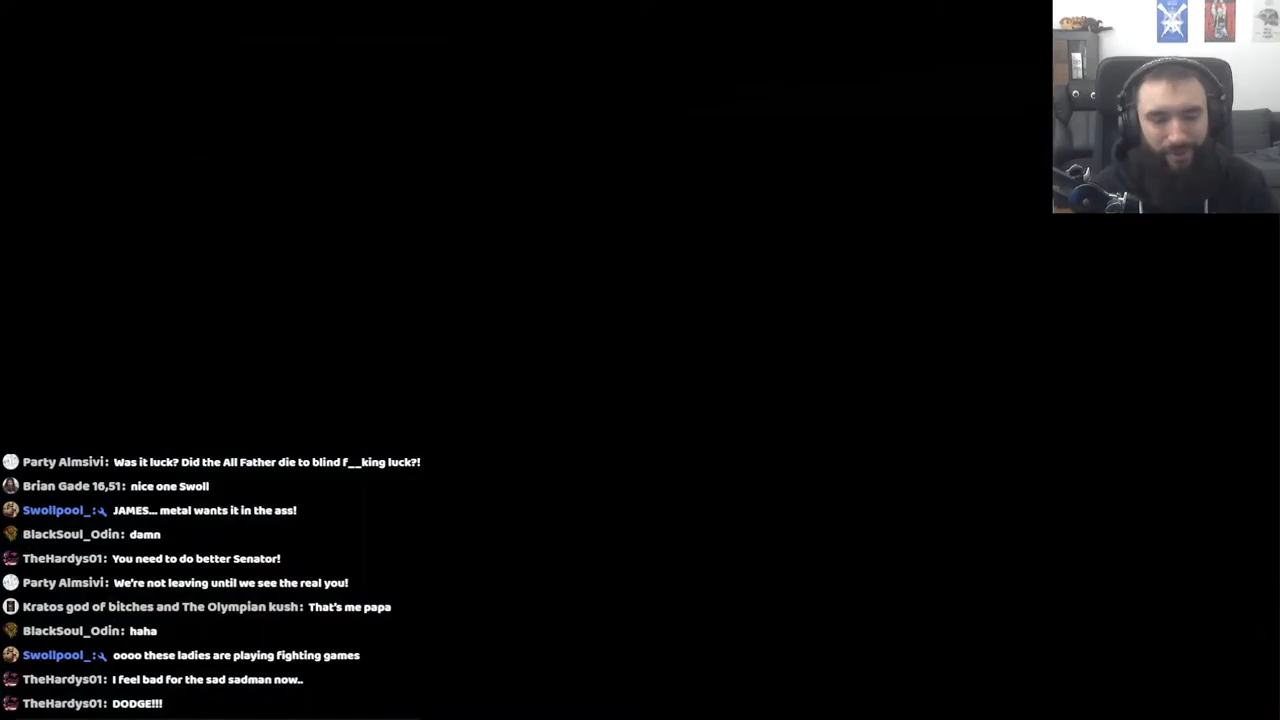 Party Almsivi: Was it luck? Did the All Father die to blind f__king luck?!
Brian Gade 16,51: nice one Swoll
Swollpool_: JAMES... metal wants it in the ass!
BlackSoul_Odin: damn
TheHardys01: You need to do better Senator!
Party Almsivi: We're not leaving until we see the real you!
Kratos god of bitches and The Olympian kush: That's me papa
BlackSoul_Odin: haha
Swollpool_: oooo these ladies are playing fighting games
TheHardys01: I feel bad for the sad sadman now..
TheHardys01: DODGE!!!